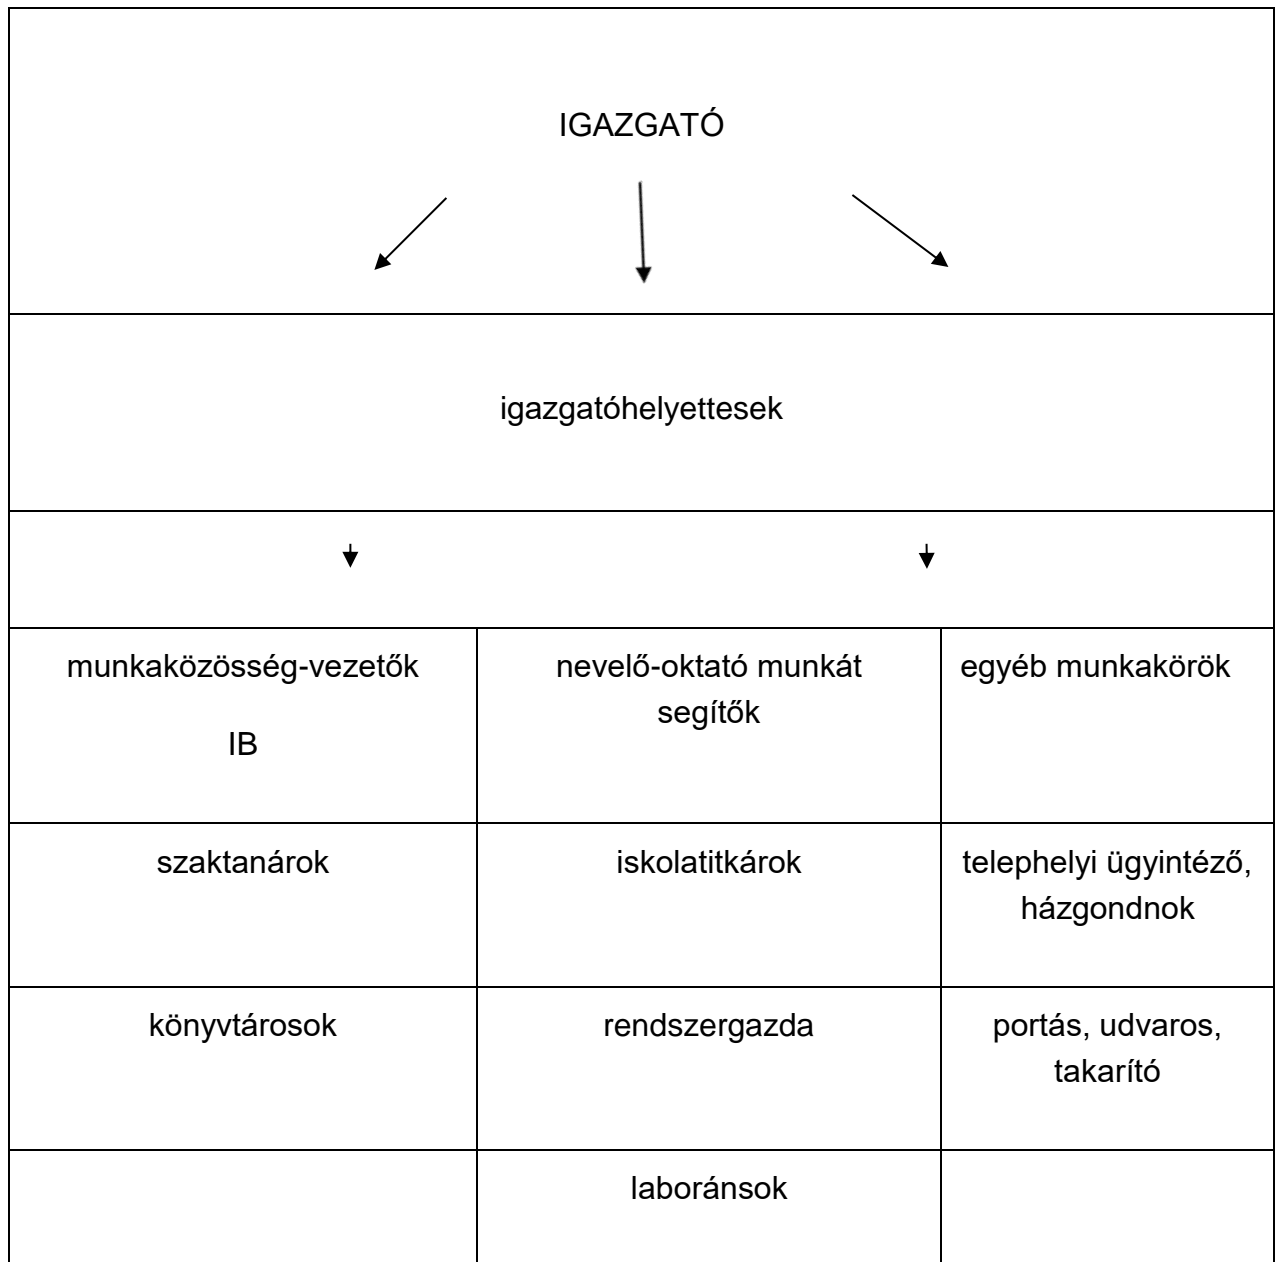 IGAZGATÓ
igazgatóhelyettesek
munkaközösség-vezetők
IB
nevelő-oktató munkát
segítők
egyéb munkakörök
szaktanárok
iskolatitkárok
telephelyi ügyintéző,
házgondnok
könyvtárosok
rendszergazda
portás, udvaros,
takarító
laboránsok